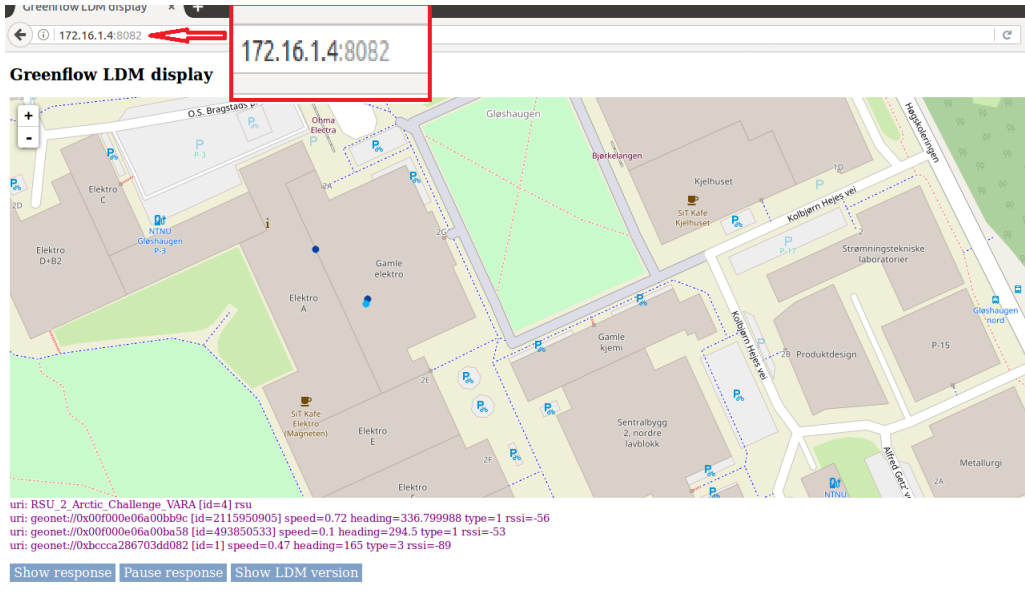 Greenflow LDM display × +
172.16.1.4:8082
172.16.1.4:8082
Greenflow LDM display
+
-
O.S. Bragstads pl
Ohma
Electra
P
P-3
P
P
P
Gløshaugen
Bjørkelangen
Høgskoleringen
Kjelhuset
1D
P
SiT Kafe
Kjelhuset
P
Kolbjørn Hejes vei
P
P-17
2
Strømningstekniske
laboratorier
P
2D
Elektro
C
NTNU
Gløshaugen
P-3
2A
i
2G
P
Elektro
D+B2
Gamle
elektro
Elektro
A
P
Gløshaugen
nord
Gamle
kjemi
P
Kolbjørn Hejes vei
P
2B
Produktdesign
P-15
2E
P
P
P
P
SiT Kafe
Elektro
(Magneten)
Elektro
E
Sentralbygg
2, nordre
lavblokk
2F
P
P
Alfred Getz' v
Metallurgi
2A
NTNU
Elektro
uri: RSU_2_Arctic_Challenge_VARA [id=4] rsu
uri: geonet://0x00f000e06a00bb9c [id=2115950905] speed=0.72 heading=336.799988 type=1 rssi=-56
uri: geonet://0x00f000e06a00ba58 [id=493850533] speed=0.1 heading=294.5 type=1 rssi=-53
uri: geonet://0xbccca286703dd082 [id=1] speed=0.47 heading=165 type=3 rssi=-89
Show response Pause response Show LDM version